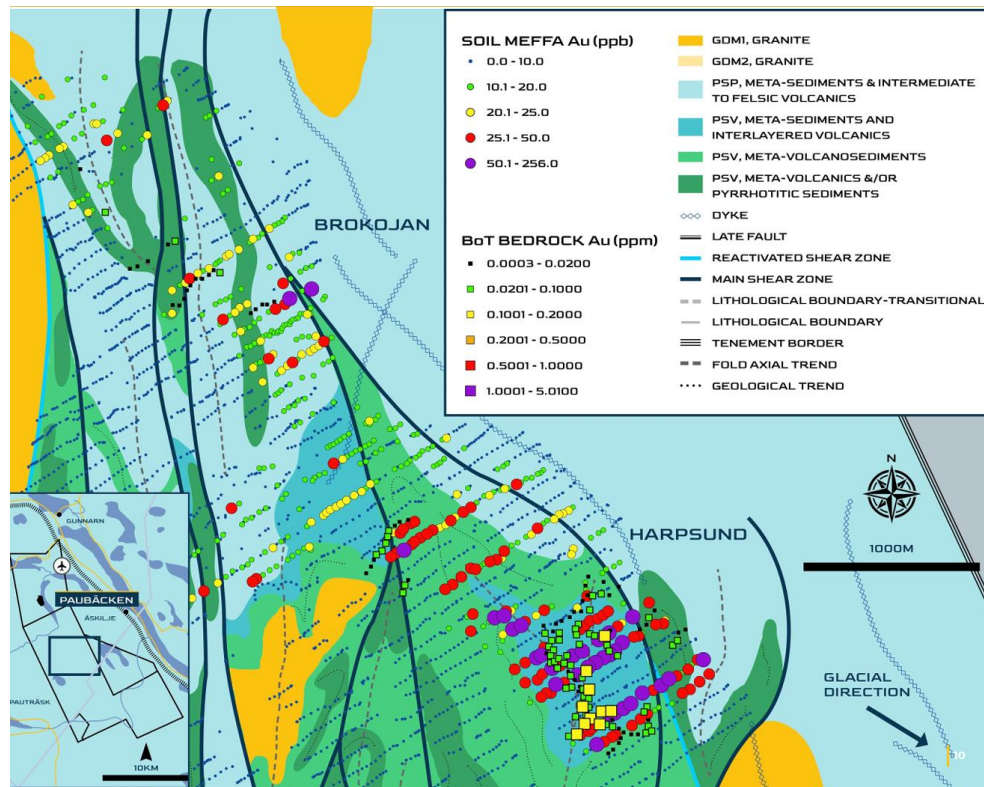 SOIL MEFFA Au (ppb)
0.0 - 10.0
10.1 - 20.0
20.1 - 25.0
25.1 - 50.0
50.1 - 256.0
BoT BEDROCK Au (ppm)
0.0003 - 0.0200
0.0201 - 0.1000
0.1001 - 0.2000
0.2001 - 0.5000
0.5001 - 1.0000
1.0001 - 5.0100
GDM1, GRANITE
GDM2, GRANITE
PSP, META-SEDIMENTS & INTERMEDIATE
TO FELSIC VOLCANICS
PSV, META-SEDIMENTS AND
INTERLAYERED VOLCANICS
PSV, META-VOLCANOSEDIMENTS
PSV, META-VOLCANICS &/OR
PYRRHOTITIC SEDIMENTS
DYKE
LATE FAULT
REACTIVATED SHEAR ZONE
MAIN SHEAR ZONE
LITHOLOGICAL BOUNDARY-TRANSITIONAL
LITHOLOGICAL BOUNDARY
TENEMENT BORDER
FOLD AXIAL TREND
GEOLOGICAL TREND
BROKOJAN
HARPSUND
N
1000M
GLACIAL
DIRECTION
10
GUNNARN
PAUBÄCKEN
ÅSKILJE
PAUTRÄSK
10KM